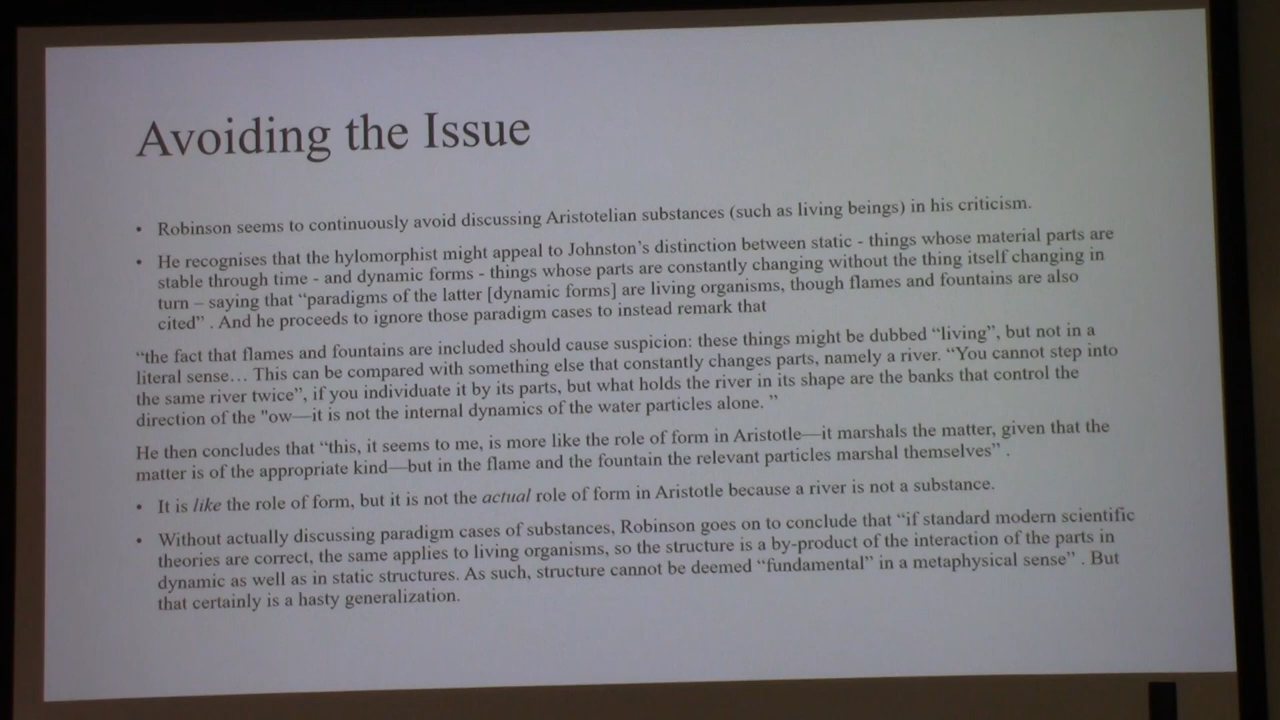 Avoiding the Issue
• Robinson seems to continuously avoid discussing Aristotelian substances (such as living beings) in his criticism.
• He recognises that the hylomorphist might appeal to Johnston's distinction between static - things whose material parts are
stable through time - and dynamic forms - things whose parts are constantly changing without the thing itself changing in
turn – saying that “paradigms of the latter [dynamic forms] are living organisms, though flames and fountains are also
cited” . And he proceeds to ignore those paradigm cases to instead remark that
“the fact that flames and fountains are included should cause suspicion: these things might be dubbed “living”, but not in a
literal sense… This can be compared with something else that constantly changes parts, namely a river. “You cannot step into
the same river twice”, if you individuate it by its parts, but what holds the river in its shape are the banks that control the
direction of the "ow—it is not the internal dynamics of the water particles alone. ”
He then concludes that “this, it seems to me, is more like the role of form in Aristotle—it marshals the matter, given that the
matter is of the appropriate kind—but in the flame and the fountain the relevant particles marshal themselves” .
• It is like the role of form, but it is not the actual role of form in Aristotle because a river is not a substance.
• Without actually discussing paradigm cases of substances, Robinson goes on to conclude that “if standard modern scientific
theories are correct, the same applies to living organisms, so the structure is a by-product of the interaction of the parts in
dynamic as well as in static structures. As such, structure cannot be deemed “fundamental” in a metaphysical sense” . But
that certainly is a hasty generalization.